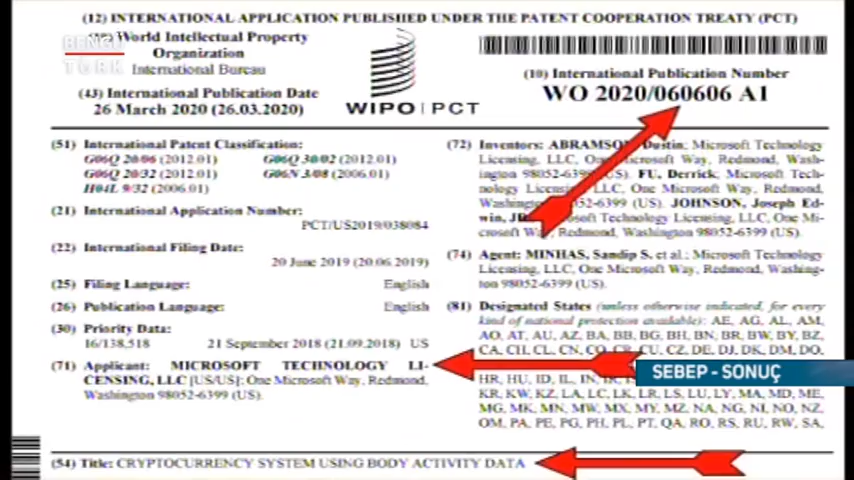 (12) INTERNATIONAL APPLICATION PUBLISHED UNDER THE PATENT COOPERATION TREATY (PCT)
World Intellectual Property
Organization
International Bureau
BENGÜ
TÜRK
(43) International Publication Date
26 March 2020 (26.03.2020)
WIPO | PCT
(10) International Publication Number
WO 2020/060606 A1
(51) International Patent Classification:
G06Q 20/06 (2012.01) G06Q 30/02 (2012.01)
G06Q 20/32 (2012.01) G06N 3/08 (2006.01)
H04L 9/32 (2006.01)
(21) International Application Number:
PCT/US2019/038084
(22) International Filing Date:
20 June 2019 (20.06.2019)
(25) Filing Language: English
(26) Publication Language: English
(30) Priority Data:
16/138,518 21 September 2018 (21.09.2018) US
(71) Applicant: MICROSOFT TECHNOLOGY LI-
CENSING, LLC [US/US]; One Microsoft Way, Redmond,
Washington 98052-6399 (US).
(72) Inventors: ABRAMSON, Dustin; Microsoft Technology
Licensing, LLC, One Microsoft Way, Redmond, Wash-
ington 98052-6399 (US). FU, Derrick; Microsoft Tech-
nology Licensing, LLC, One Microsoft Way, Redmond,
Washington 98052-6399 (US). JOHNSON, Joseph Ed-
win, Microsoft Technology Licensing, LLC, One Mi-
crosoft Way, Redmond, Washington 98052-6399 (US).
(74) Agent: MINHAS, Sandip S. et al.; Microsoft Technology
Licensing, LLC, One Microsoft Way, Redmond, Washing-
ton 98052-6399 (US).
(81) Designated States (unless otherwise indicated, for every
kind of national protection available): AE, AG, AL, AM,
AO, AT, AU, AZ, BA, BB, BG, BH, BN, BR, BW, BY, BZ,
CA, CH, CL, CN, CO, CR, CU, CZ, DE, DJ, DK, DM, DO,
SEBEP - SONUÇ
HR, HU, ID, IL, IN, IR,
KR, KW, KZ, LA, LC, LK, LR, LS, LU, LY, MA, MD, ME,
MG, MK, MN, MW, MX, MY, MZ, NA, NG, NI, NO, NZ,
OM, PA, PE, PG, PH, PL, PT, QA, RO, RS, RU, RW, SA,
(54) Title: CRYPTOCURRENCY SYSTEM USING BODY ACTIVITY DATA